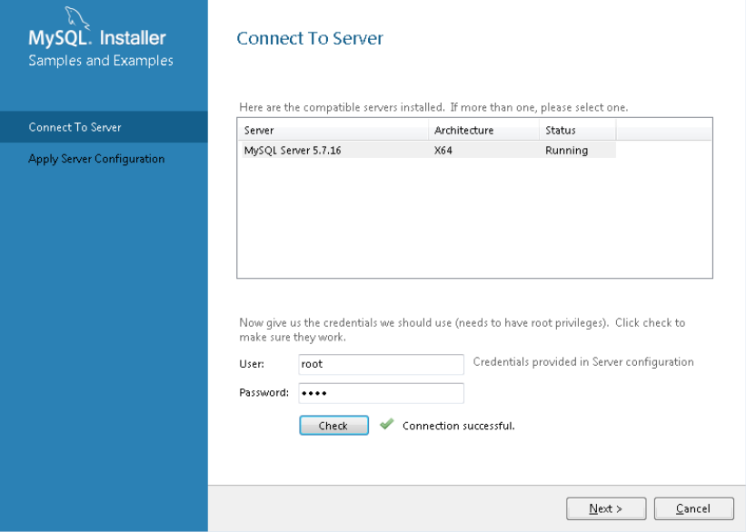 MySQL. Installer
Samples and Examples
Connect To Server
Apply Server Configuration
Connect To Server
Here are the compatible servers installed. If more than one, please select one.
Server Architecture Status
MySQL Server 5.7.16 X64 Running
Now give us the credentials we should use (needs to have root privileges). Click check to
make sure they work.
User: root Credentials provided in Server configuration
Password: ••••
Check Connection successful.
Next > Cancel